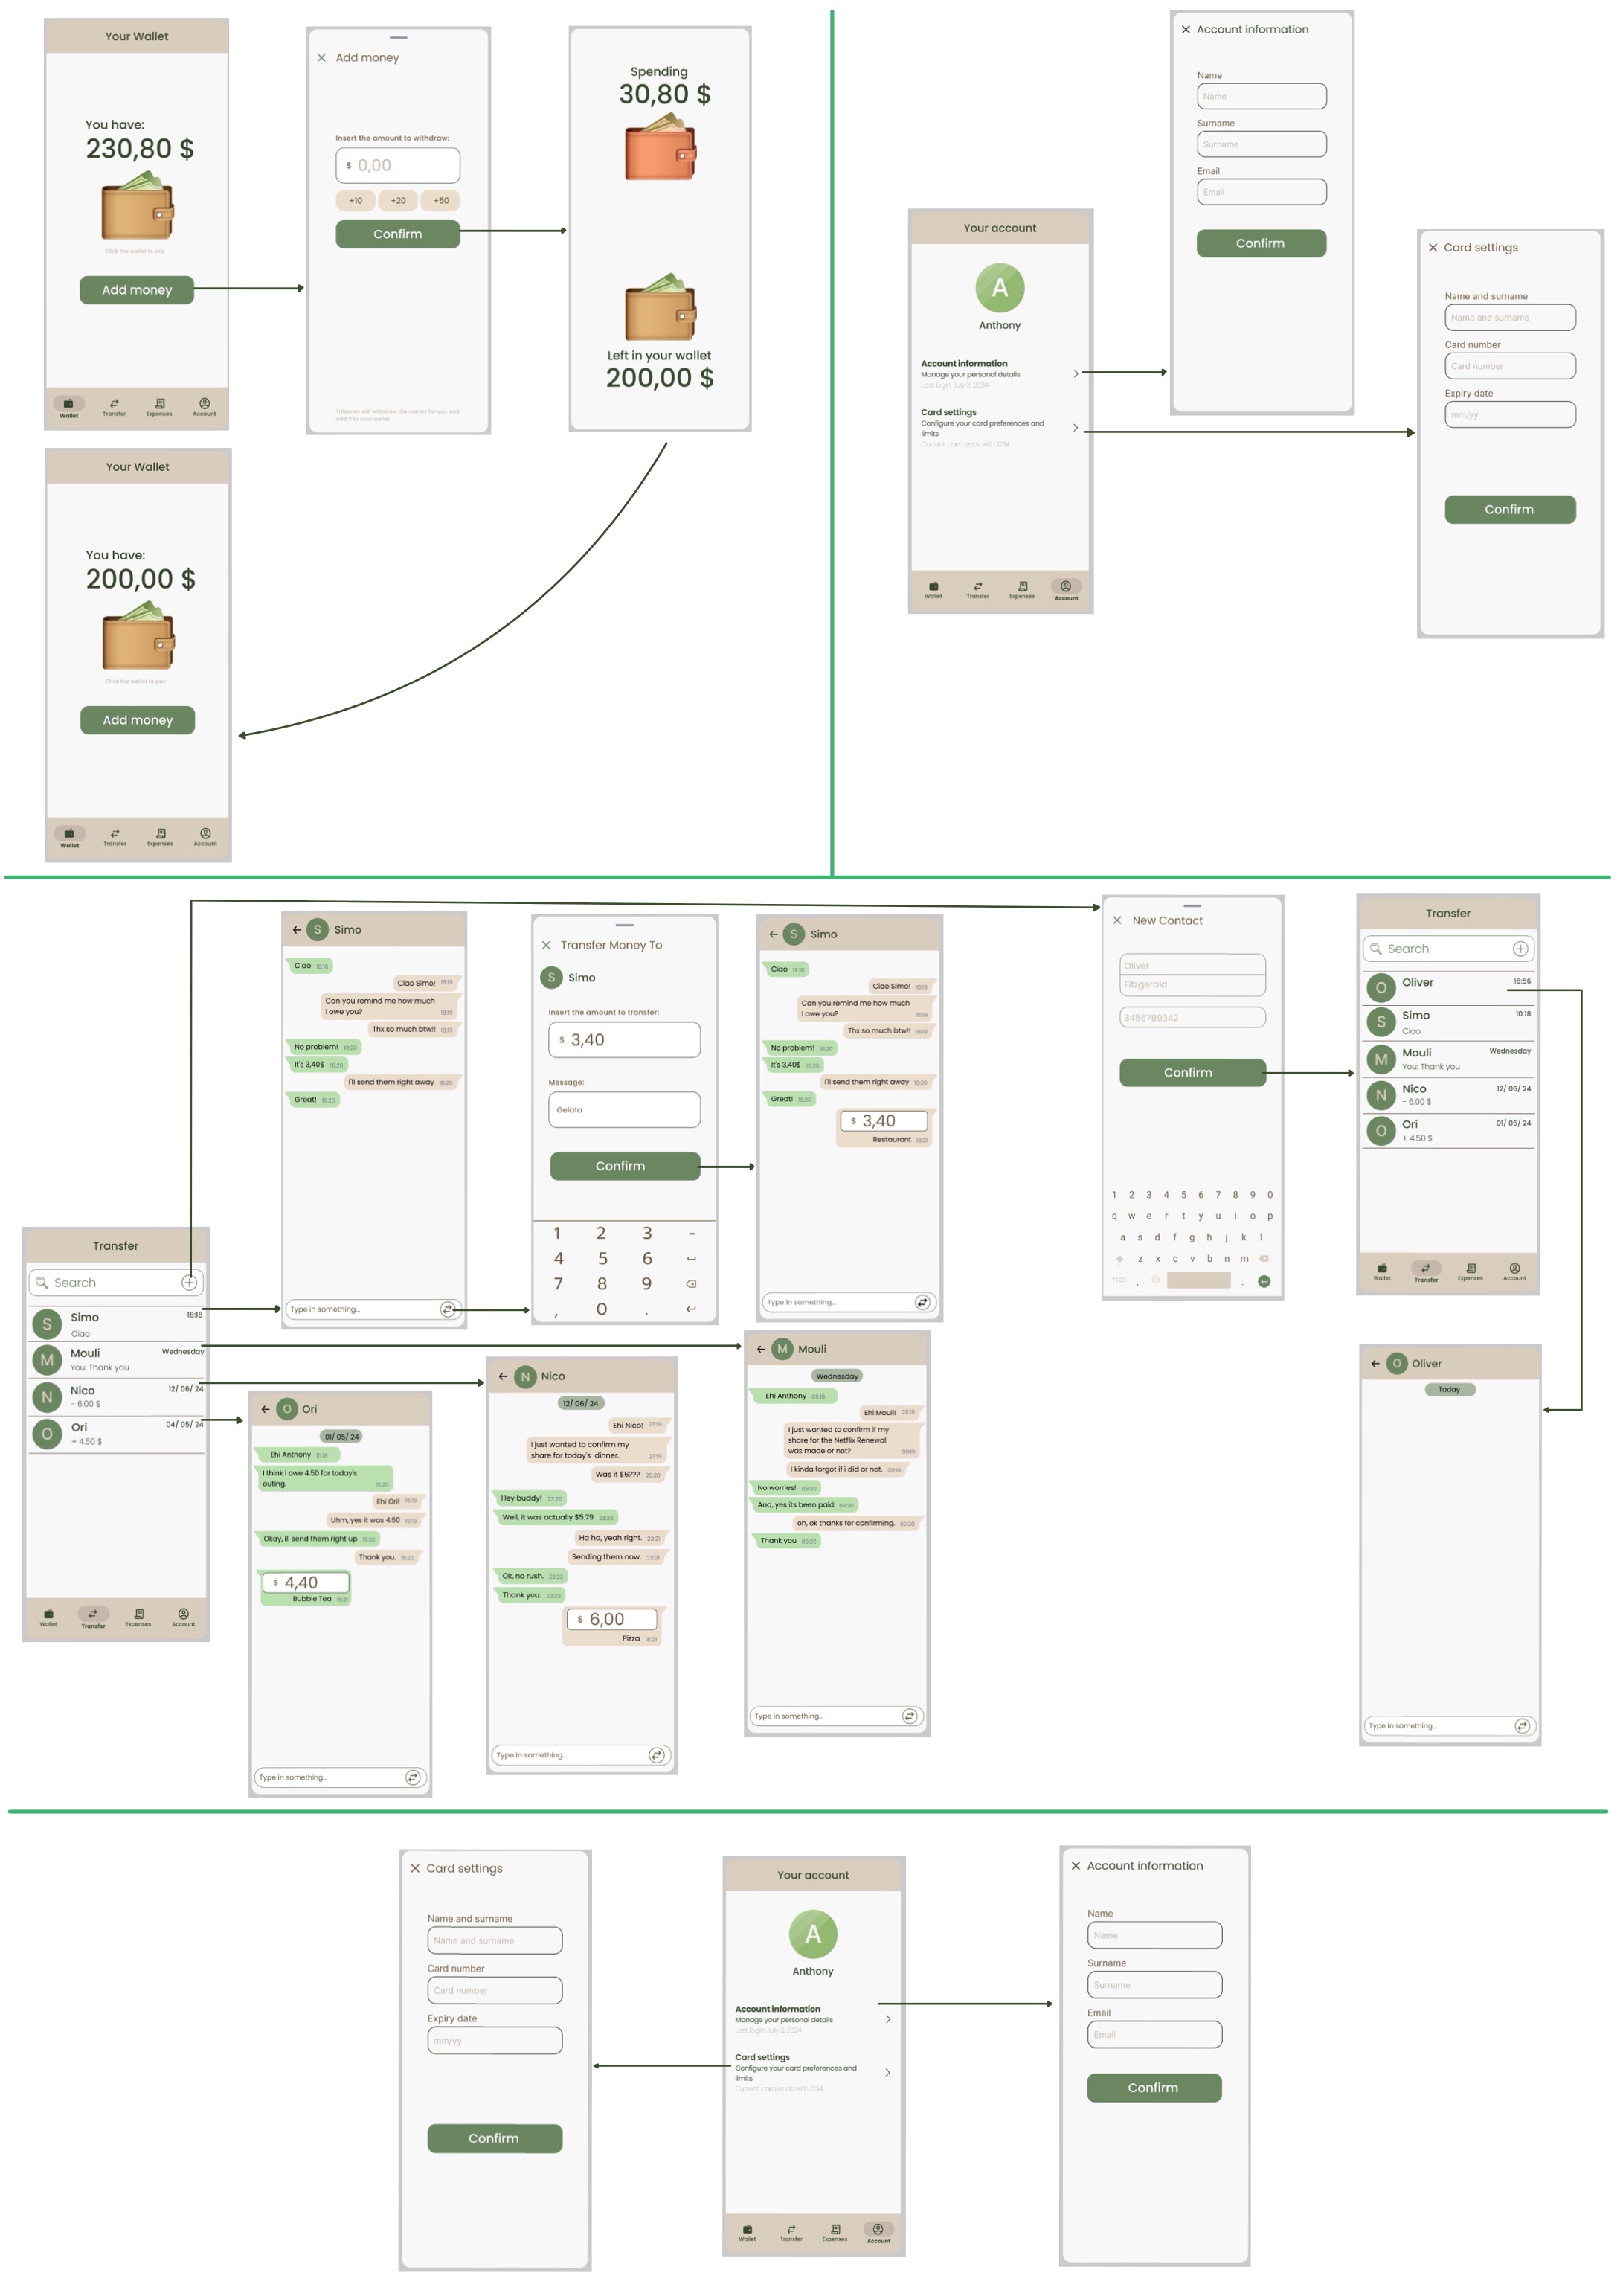 Your Wallet
You have:
230,80 $
Click the wallet to pay
Add money
Wallet
Transfer
Expenses
Account
Add money
Insert the amount to withdraw:
$ 0,00
+10
+20
+50
Confirm
TriMoney will withdraw the money for you and
add it to your wallet
Spending
30,80 $
Left in your wallet
200,00 $
Your Wallet
You have:
200,00 $
Click the wallet to pay
Add money
Wallet
Transfer
Expenses
Account
Your account
A
Anthony
Account information
Manage your personal details
Last login July 3, 2024
Card settings
Configure your card preferences and
limits
Current card ends with 1234
Wallet
Transfer
Expenses
Account
Account information
Name
Name
Surname
Surname
Email
Email
Confirm
Card settings
Name and surname
Name and surname
Card number
Card number
Expiry date
mm/yy
Confirm
Transfer
Search
S
Simo
18:18
Ciao
M
Mouli
Wednesday
You: Thank you
N
Nico
12/ 06/ 24
- 6.00 $
O
Ori
04/ 05/ 24
+ 4.50 $
Wallet
Transfer
Expenses
Account
S Simo
Ciao 18:18
Ciao Simo! 18:19
Can you remind me how much
I owe you? 18:19
Thx so much btw!! 18:19
No problem! 18:20
It's 3,40$ 18:20
I'll send them right away 18:20
Great! 18:20
Type in something...
Transfer Money To
S Simo
Insert the amount to transfer:
$ 3,40
Message:
Gelato
Confirm
1 2 3 -
4 5 6
7 8 9
, 0 .
S Simo
Ciao 18:18
Ciao Simo! 18:19
Can you remind me how much
I owe you? 18:19
Thx so much btw!! 18:19
No problem! 18:20
It's 3,40$ 18:20
I'll send them right away 18:20
Great! 18:20
$ 3,40
Restaurant 18:21
Type in something...
New Contact
Oliver
Fitzgerald
3456789342
Confirm
1 2 3 4 5 6 7 8 9 0
q w e r t y u i o p
a s d f g h j k l
z x c v b n m
?123 , .
Transfer
Search
O
Oliver
16:56
S
Simo
10:18
Ciao
M
Mouli
Wednesday
You: Thank you
N
Nico
12/ 06/ 24
- 6.00 $
O
Ori
01/ 05/ 24
+ 4.50 $
Wallet
Transfer
Expenses
Account
O Ori
01/ 05/ 24
Ehi Anthony 15:18
I think i owe 4.50 for today's
outing. 15:20
Ehi Ori! 15:19
Uhm, yes it was 4.50 15:19
Okay, ill send them right up 15:20
Thank you. 15:20
$ 4,40
Bubble Tea 15:21
Type in something...
N Nico
12/ 06/ 24
Ehi Nico! 23:19
I just wanted to confirm my
share for today's dinner. 23:19
Was it $6??? 23:20
Hey buddy! 23:20
Well, it was actually $5.79 23:20
Ha ha, yeah right. 23:21
Sending them now. 23:21
Ok, no rush. 23:22
Thank you. 23:22
$ 6,00
Pizza 18:21
Type in something...
M Mouli
Wednesday
Ehi Anthony 09:18
Ehi Mouli! 09:19
I just wanted to confirm if my
share for the Netflix Renewal
was made or not? 09:19
I kinda forgot if i did or not. 09:19
No worries! 09:20
And, yes its been paid 09:20
oh, ok thanks for confirming. 09:20
Thank you 09:20
Type in something...
O Oliver
Today
Type in something...
Card settings
Name and surname
Name and surname
Card number
Card number
Expiry date
mm/yy
Confirm
Your account
A
Anthony
Account information
Manage your personal details
Last login July 3, 2024
Card settings
Configure your card preferences and
limits
Current card ends with 1234
Wallet
Transfer
Expenses
Account
Account information
Name
Name
Surname
Surname
Email
Email
Confirm